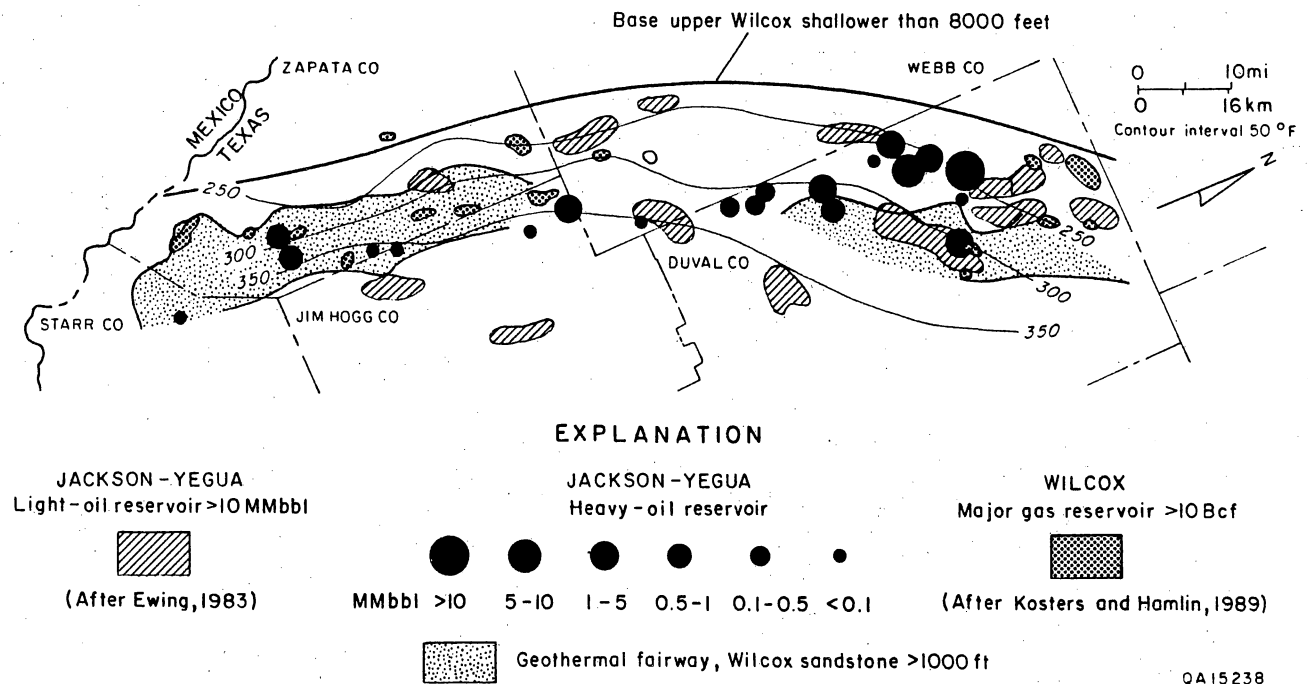 Base upper Wilcox shallower than 8000 feet
ZAPATA CO
WEBB CO
0 10mi
0 16 km
Contour interval 50 °F
MEXICO
TEXAS
N
250
300
350
250
300
350
DUVAL CO
STARR CO
JIM HOGG CO
EXPLANATION
JACKSON-YEGUA
Light-oil reservoir >10 MMbbl
(After Ewing, 1983)
JACKSON-YEGUA
Heavy-oil reservoir
MMbbl >10 5-10 1-5 0.5-1 0.1-0.5 <0.1
WILCOX
Major gas reservoir >10 Bcf
(After Kosters and Hamlin, 1989)
Geothermal fairway, Wilcox sandstone >1000 ft
QA15238